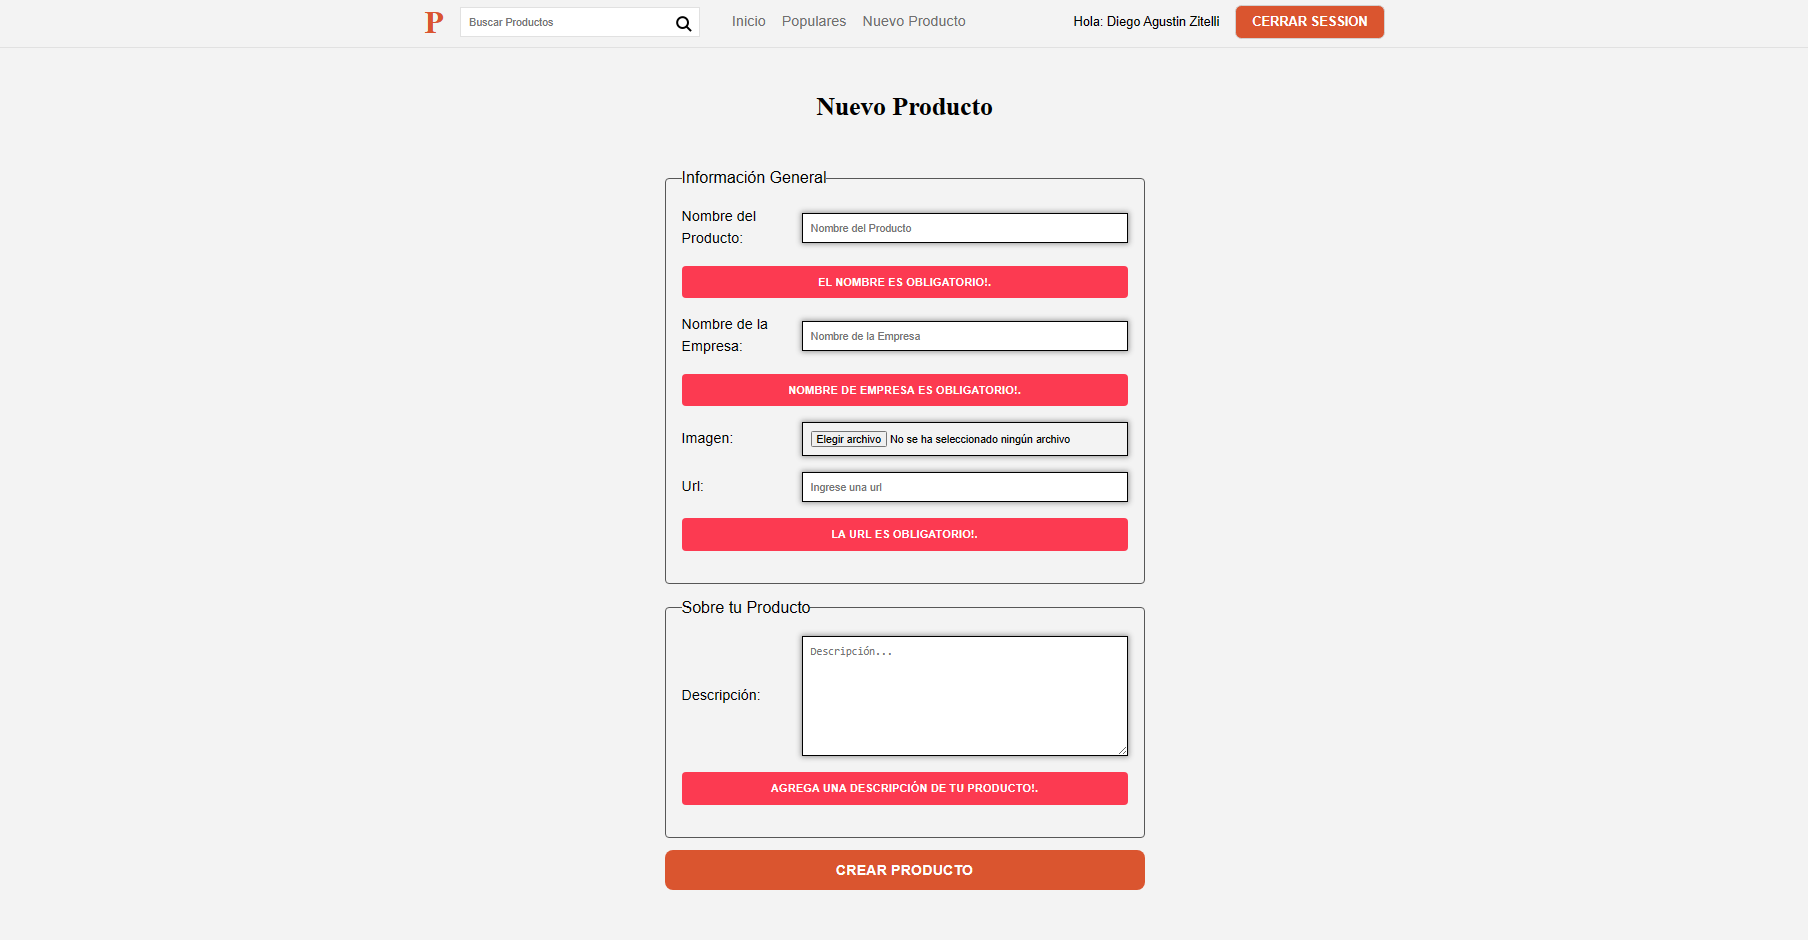 P Buscar Productos Inicio Populares Nuevo Producto Hola: Diego Agustin Zitelli CERRAR SESSION
Nuevo Producto
Información General
Nombre del
Producto:
Nombre del Producto
EL NOMBRE ES OBLIGATORIO!.
Nombre de la
Empresa:
Nombre de la Empresa
NOMBRE DE EMPRESA ES OBLIGATORIO!.
Imagen: Elegir archivo No se ha seleccionado ningún archivo
Url: Ingrese una url
LA URL ES OBLIGATORIO!.
Sobre tu Producto
Descripción...
Descripción:
AGREGA UNA DESCRIPCIÓN DE TU PRODUCTO!.
CREAR PRODUCTO